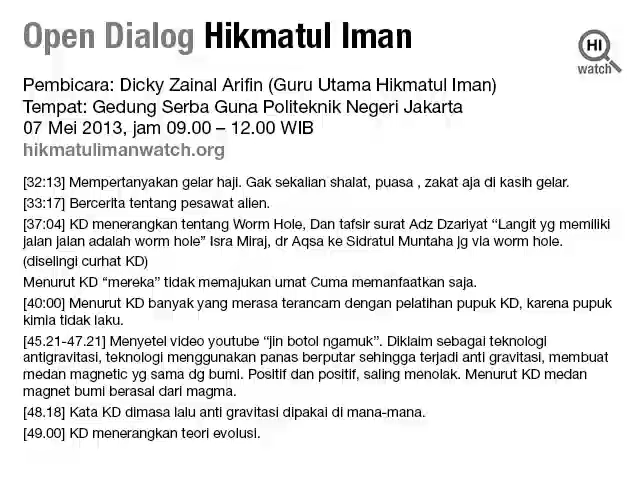 Open Dialog Hikmatul Iman
HI
watch
Pembicara: Dicky Zainal Arifin (Guru Utama Hikmatul Iman)
Tempat: Gedung Serba Guna Politeknik Negeri Jakarta
07 Mei 2013, jam 09.00 – 12.00 WIB
hikmatulimanwatch.org
[32:13] Mempertanyakan gelar haji. Gak sekalian shalat, puasa , zakat aja di kasih gelar.
[33:17] Bercerita tentang pesawat alien.
[37:04] KD menerangkan tentang Worm Hole, Dan tafsir surat Adz Dzariyat “Langit yg memiliki
jalan jalan adalah worm hole” Isra Miraj, dr Aqsa ke Sidratul Muntaha jg via worm hole.
(diselingi curhat KD)
Menurut KD “mereka” tidak memajukan umat Cuma memanfaatkan saja.
[40:00] Menurut KD banyak yang merasa terancam dengan pelatihan pupuk KD, karena pupuk
kimia tidak laku.
[45.21-47.21] Menyetel video youtube “jin botol ngamuk”. Diklaim sebagai teknologi
antigravitasi, teknologi menggunakan panas berputar sehingga terjadi anti gravitasi, membuat
medan magnetic yg sama dg bumi. Positif dan positif, saling menolak. Menurut KD medan
magnet bumi berasal dari magma.
[48.18] Kata KD dimasa lalu anti gravitasi dipakai di mana-mana.
[49.00] KD menerangkan teori evolusi.